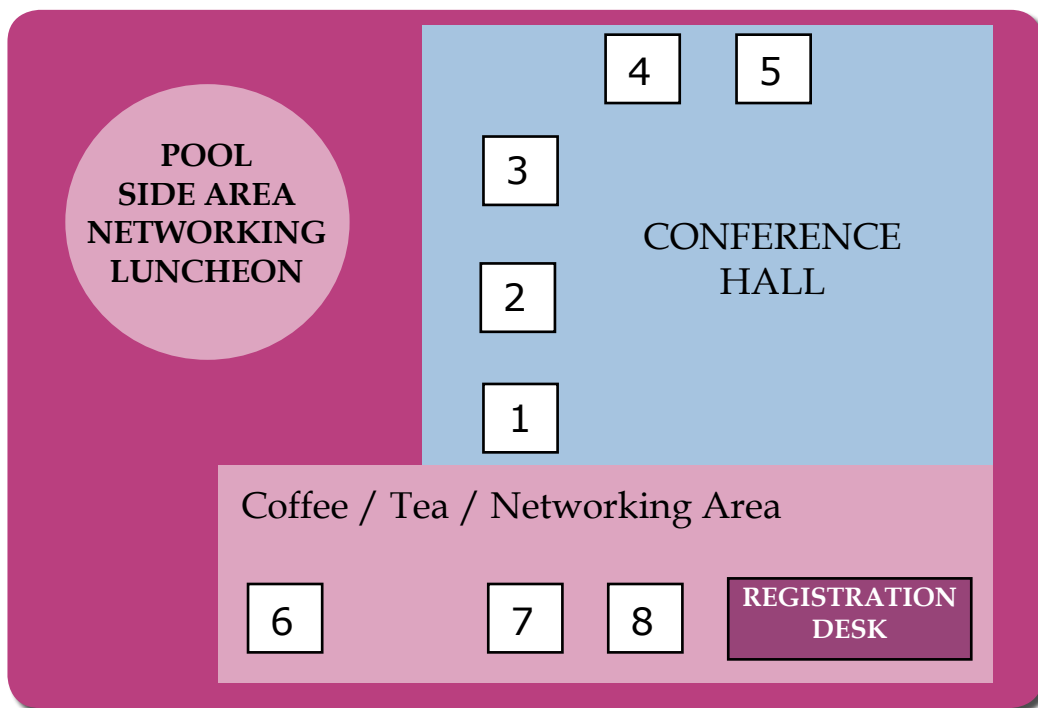 4
5
3
POOL
SIDE AREA
NETWORKING
LUNCHEON
CONFERENCE
HALL
2
1
Coffee / Tea / Networking Area
6
7
8
REGISTRATION
DESK